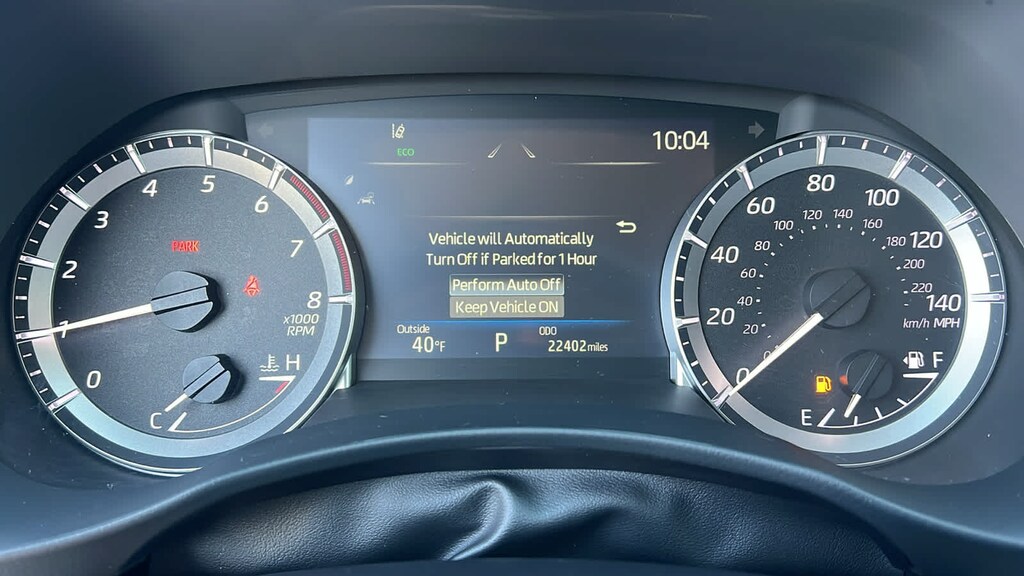 10:04
ECO
Vehicle will Automatically
Turn Off if Parked for 1 Hour
Perform Auto Off
Keep Vehicle ON
Outside
40°F
P
ODO
22402 miles
0
1
2
3
4
5
6
7
8
x1000
RPM
PARK
H
C
0
20
40
60
80
100
120
140
km/h MPH
0
20
40
60
80
100
120
140
160
180
200
220
E
F